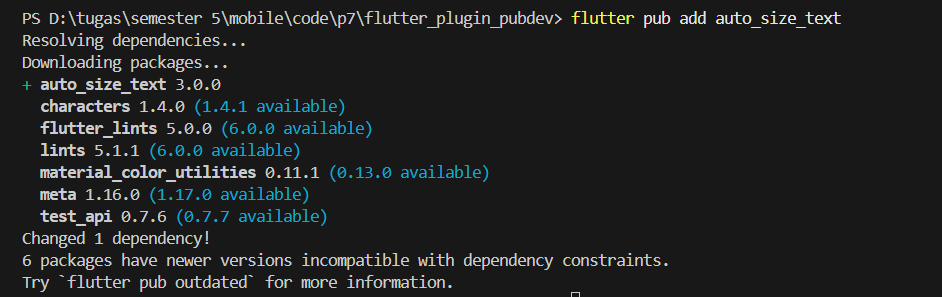 PS D:\tugas\semester 5\mobile\code\p7\flutter_plugin_pubdev> flutter pub add auto_size_text
Resolving dependencies...
Downloading packages...
+ auto_size_text 3.0.0
  characters 1.4.0 (1.4.1 available)
  flutter_lints 5.0.0 (6.0.0 available)
  lints 5.1.1 (6.0.0 available)
  material_color_utilities 0.11.1 (0.13.0 available)
  meta 1.16.0 (1.17.0 available)
  test_api 0.7.6 (0.7.7 available)
Changed 1 dependency!
6 packages have newer versions incompatible with dependency constraints.
Try `flutter pub outdated` for more information.